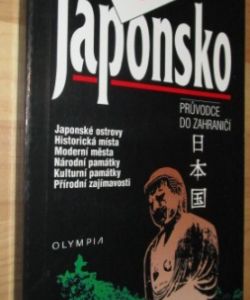 Japonsko
PRŮVODCE
DO ZAHRANIČÍ
Japonské ostrovy
Historická místa
Moderní města
Národní památky
Kulturní památky
Přírodní zajímavosti
日本国
OLYMPIA